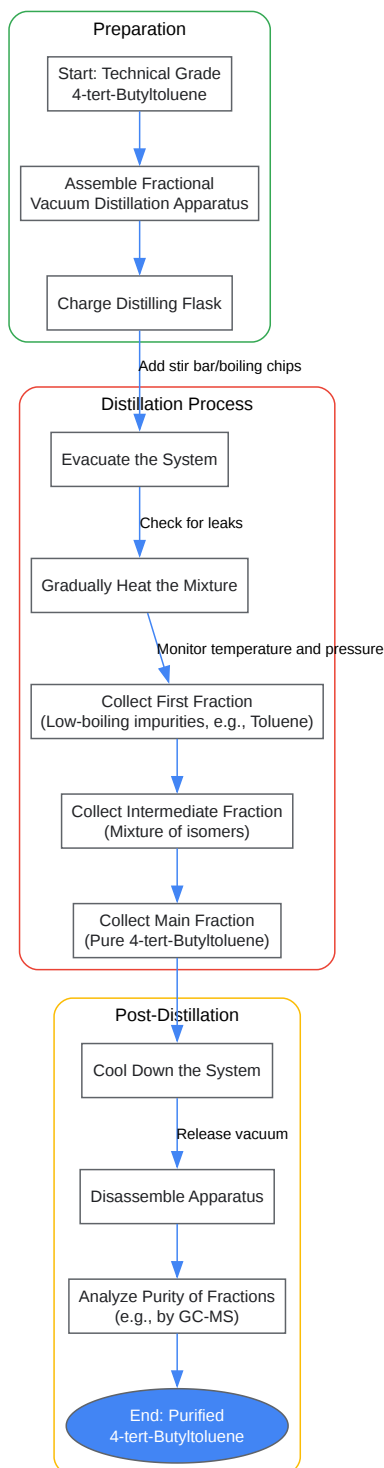 Preparation
Start: Technical Grade
4-tert-Butyltoluene
Assemble Fractional
Vacuum Distillation Apparatus
Charge Distilling Flask
Add stir bar/boiling chips
Distillation Process
Evacuate the System
Check for leaks
Gradually Heat the Mixture
Monitor temperature and pressure
Collect First Fraction
(Low-boiling impurities, e.g., Toluene)
Collect Intermediate Fraction
(Mixture of isomers)
Collect Main Fraction
(Pure 4-tert-Butyltoluene)
Post-Distillation
Cool Down the System
Release vacuum
Disassemble Apparatus
Analyze Purity of Fractions
(e.g., by GC-MS)
End: Purified
4-tert-Butyltoluene